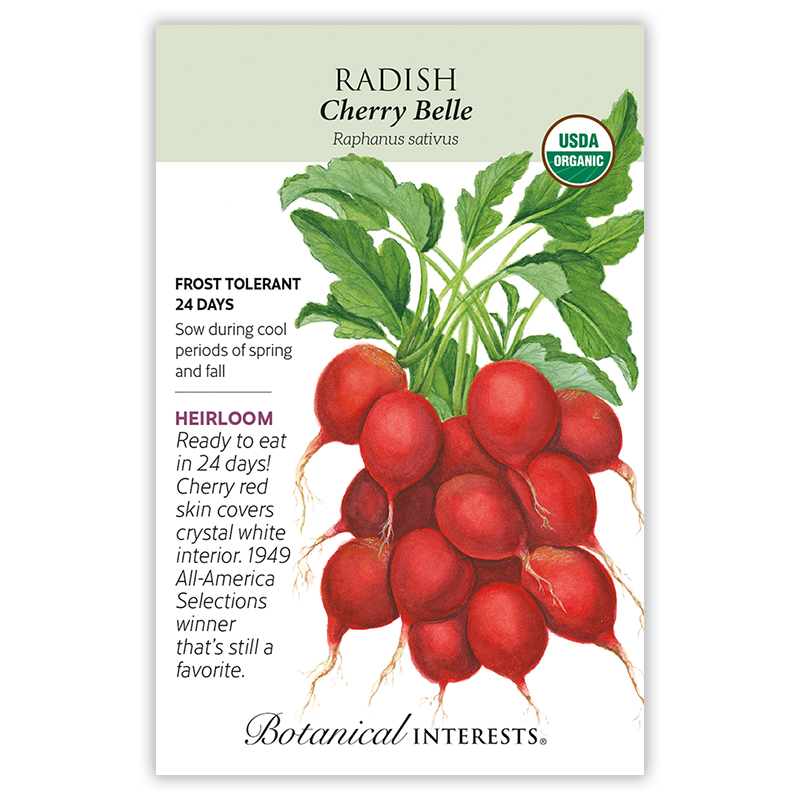 RADISH
Cherry Belle
Raphanus sativus
USDA
ORGANIC
FROST TOLERANT
24 DAYS
Sow during cool
periods of spring
and fall
HEIRLOOM
Ready to eat
in 24 days!
Cherry red
skin covers
crystal white
interior. 1949
All-America
Selections
winner
that's still a
favorite.
Botanical INTERESTS®